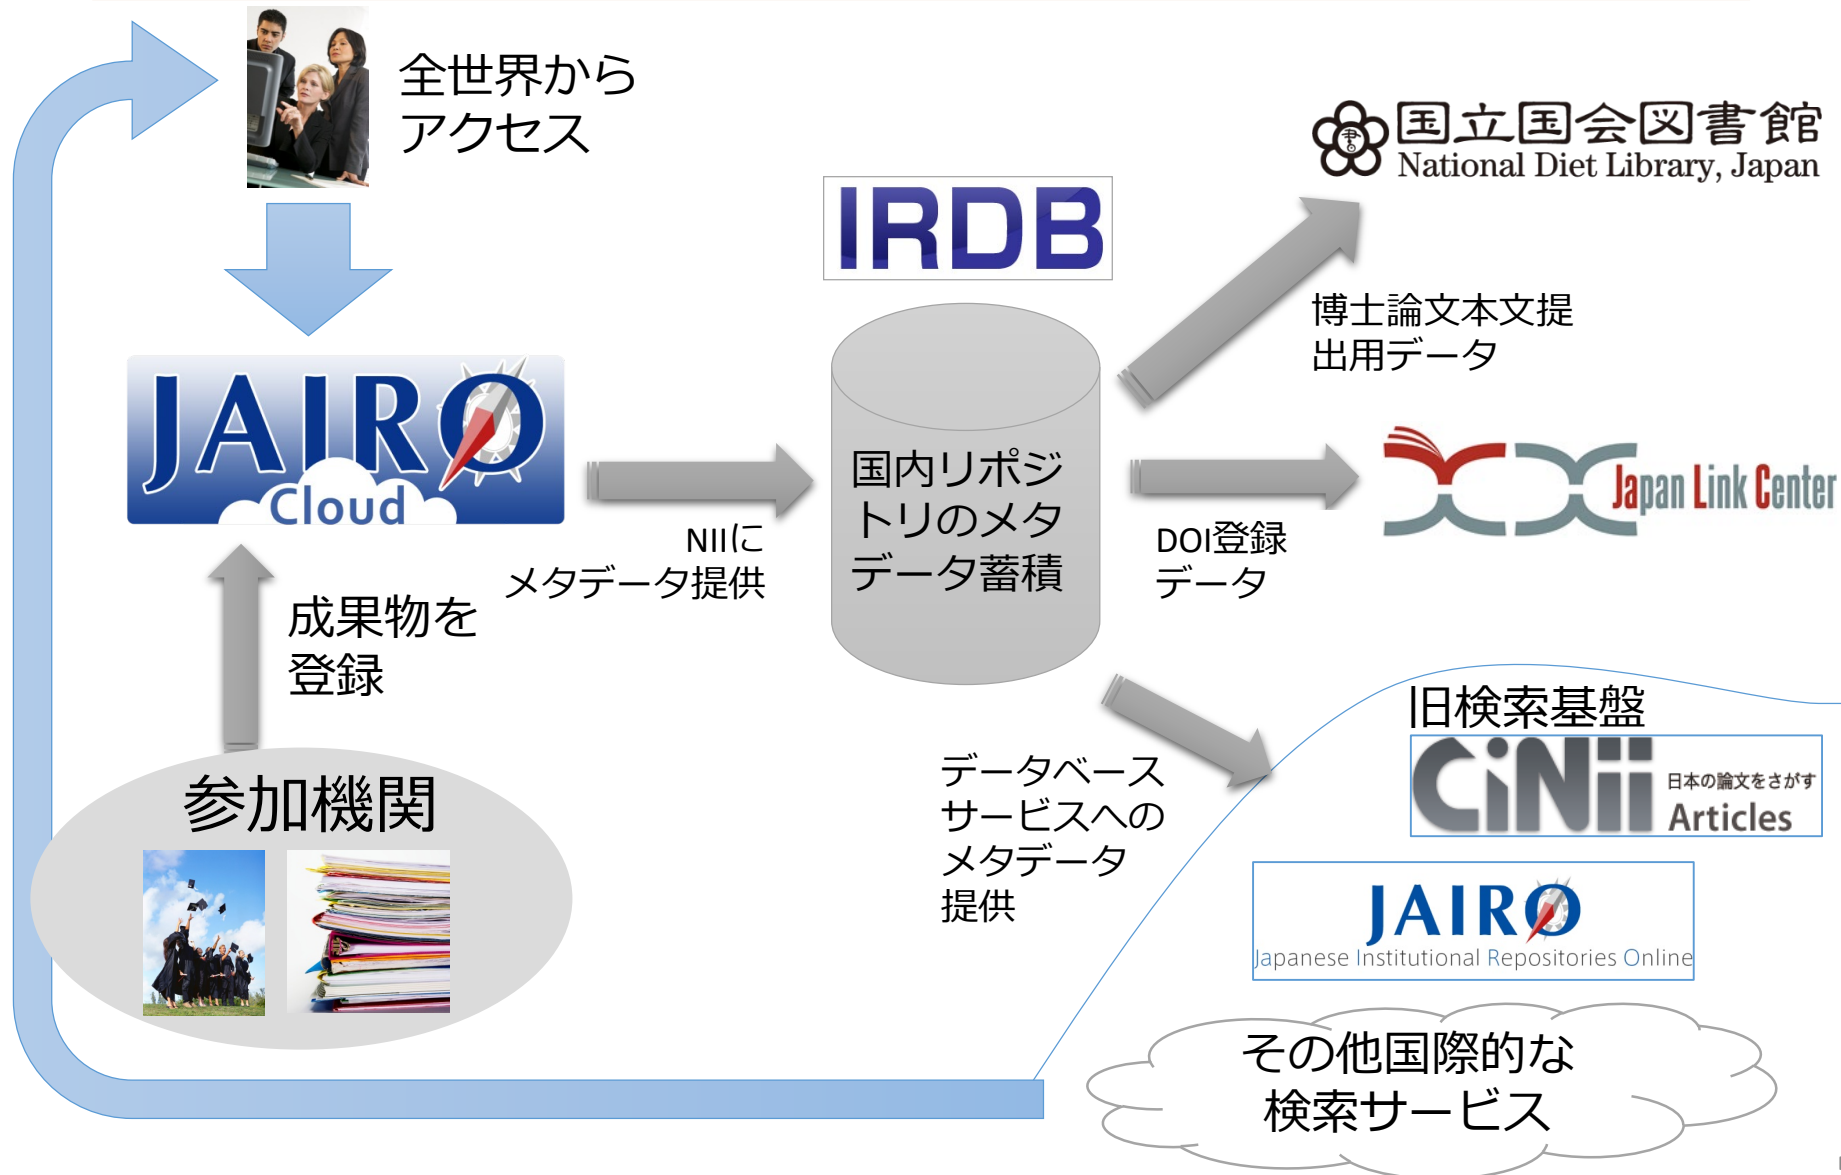 全世界から
アクセス
国立国会図書館
National Diet Library, Japan
IRDB
博士論文本文提
出用データ
JAIRO
Cloud
国内リポジ
トリのメタ
データ蓄積
Japan Link Center
NIIに
メタデータ提供
DOI登録
データ
成果物を
登録
旧検索基盤
CiNii
日本の論文をさがす
Articles
参加機関
データベース
サービスへの
メタデータ
提供
JAIRO
Japanese Institutional Repositories Online
その他国際的な
検索サービス